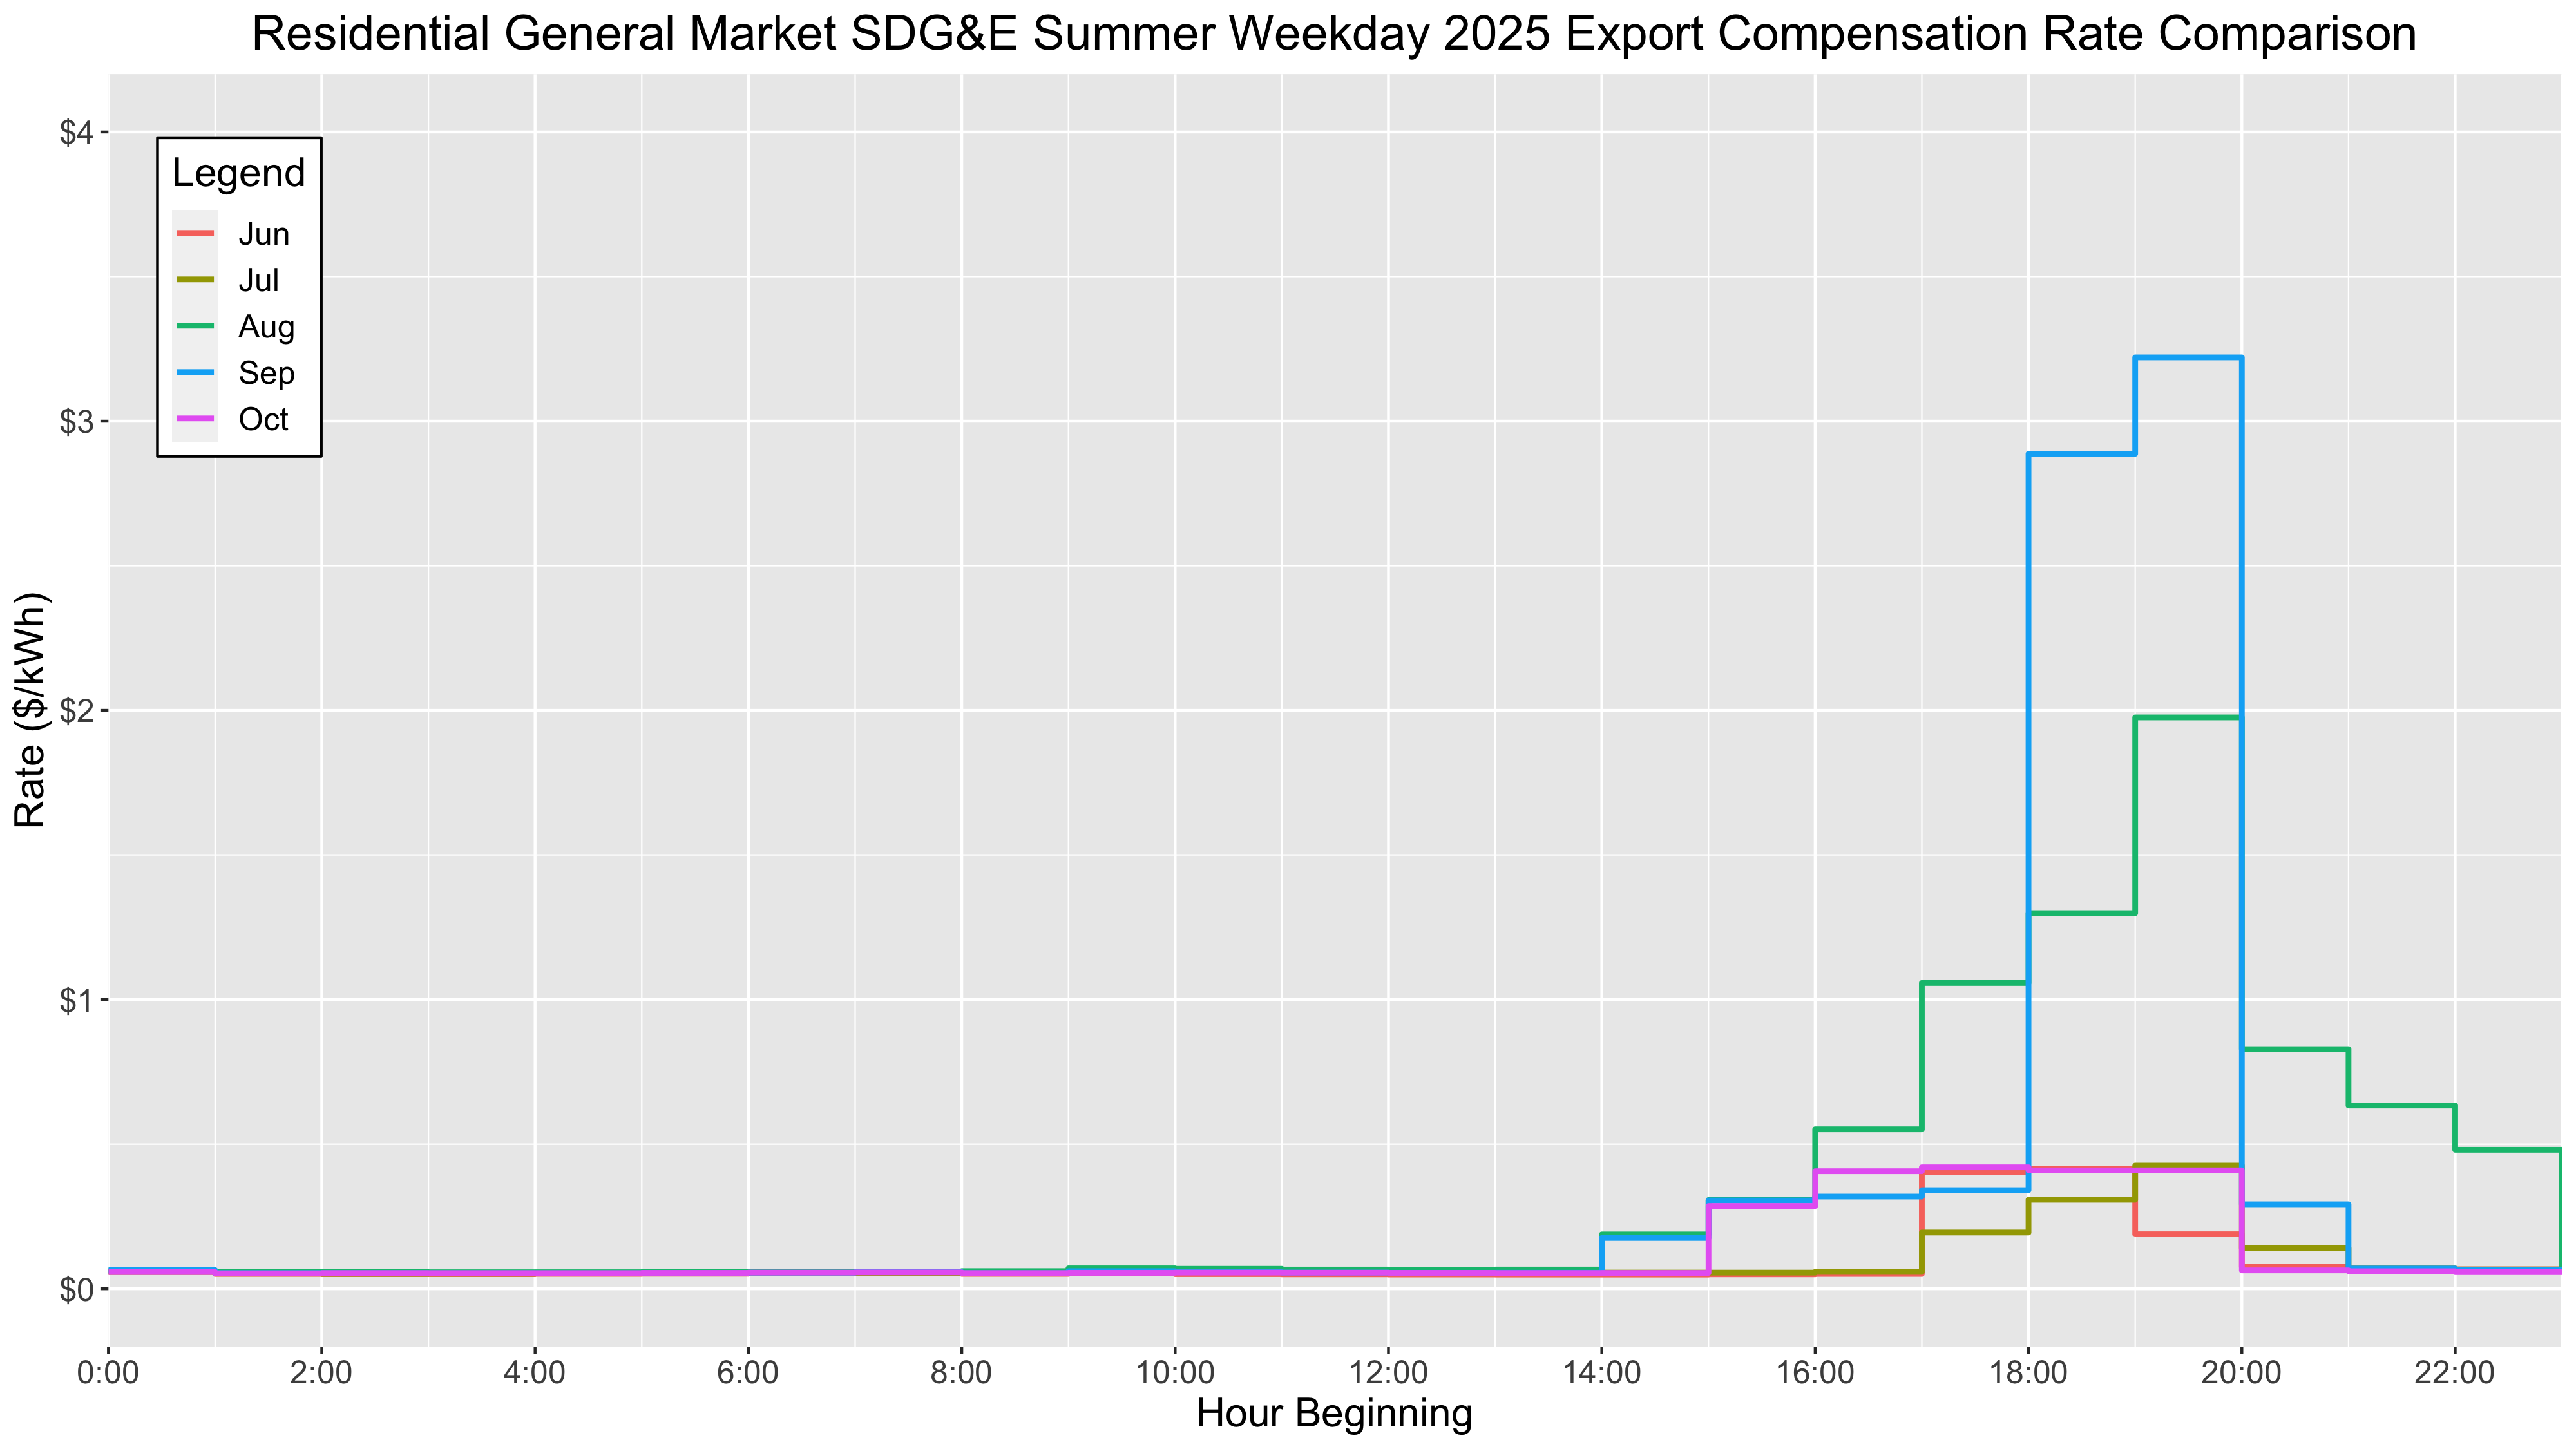 Residential General Market SDG&E Summer Weekday 2025 Export Compensation Rate Comparison
$4
$3
$2
$1
$0
Rate ($/kWh)
Legend
Jun
Jul
Aug
Sep
Oct
0:00 2:00 4:00 6:00 8:00 10:00 12:00 14:00 16:00 18:00 20:00 22:00
Hour Beginning